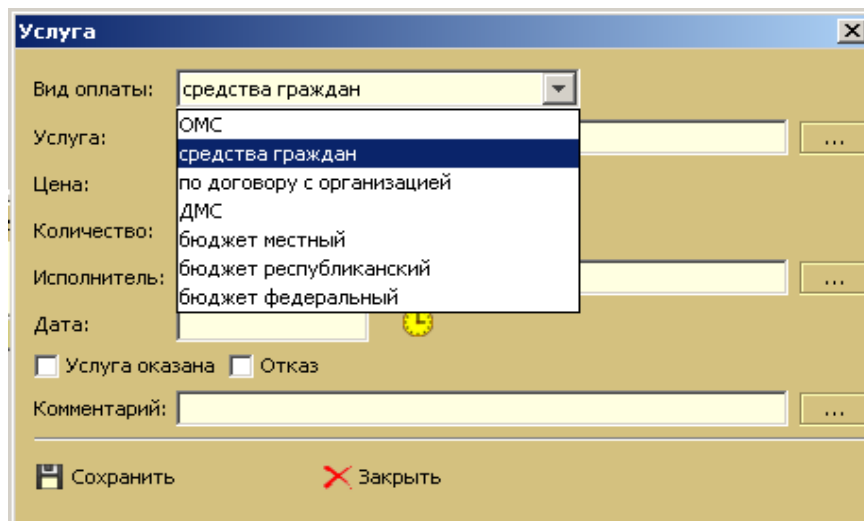 Услуга
Вид оплаты: средства граждан
ОМС
Услуга: ...
средства граждан
Цена:
по договору с организацией
ДМС
Количество:
бюджет местный
бюджет республиканский
Исполнитель: ...
бюджет федеральный
Дата:
Услуга оказана Отказ
Комментарий: ...
Сохранить Закрыть